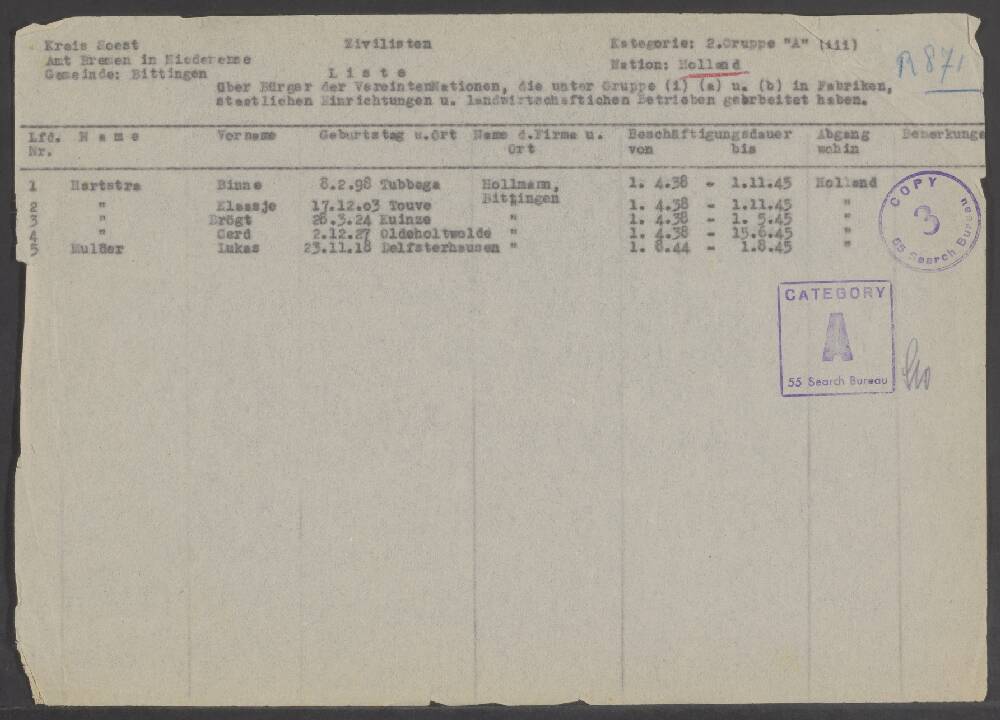 Kreis Soest Zivilisten Kategorie: 2.Gruppe "A" (iii)
Amt Bremen in Niederense Nation: Holland R 871
Gemeinde: Bittingen Liste
über Bürger der VereintenNationen, die unter Gruppe (i) (a) u. (b) in Fabriken,
staatlichen Einrichtungen u. landwirtschaftichen Betrieben gearbeitet haben.
Lfd. Name Vorname Geburtstag u.Ort Name d.Firma u. Beschäftigungsdauer Abgang Bemerkunge
Nr. Ort von bis wohin
1 Hartstra Binne 8.2.98 Tubbega Hollmann, 1. 4.38 - 1.11.45 Holland
Bittingen
2 " Klaasje 17.12.03 Touve 1. 4.38 - 1.11.45 "
3 " Brögt 28.3.24 Kuinze " 1. 4.38 - 1. 5.45 "
4 " Gerd 2.12.27 Oldeholtwolde " 1. 4.38 - 15.6.45 "
5 Mulder Lukas 23.11.18 Delfsterhausen " 1. 8.44 - 1.8.45 "
COPY
3
55 Search Bureau
CATEGORY
A
55 Search Bureau